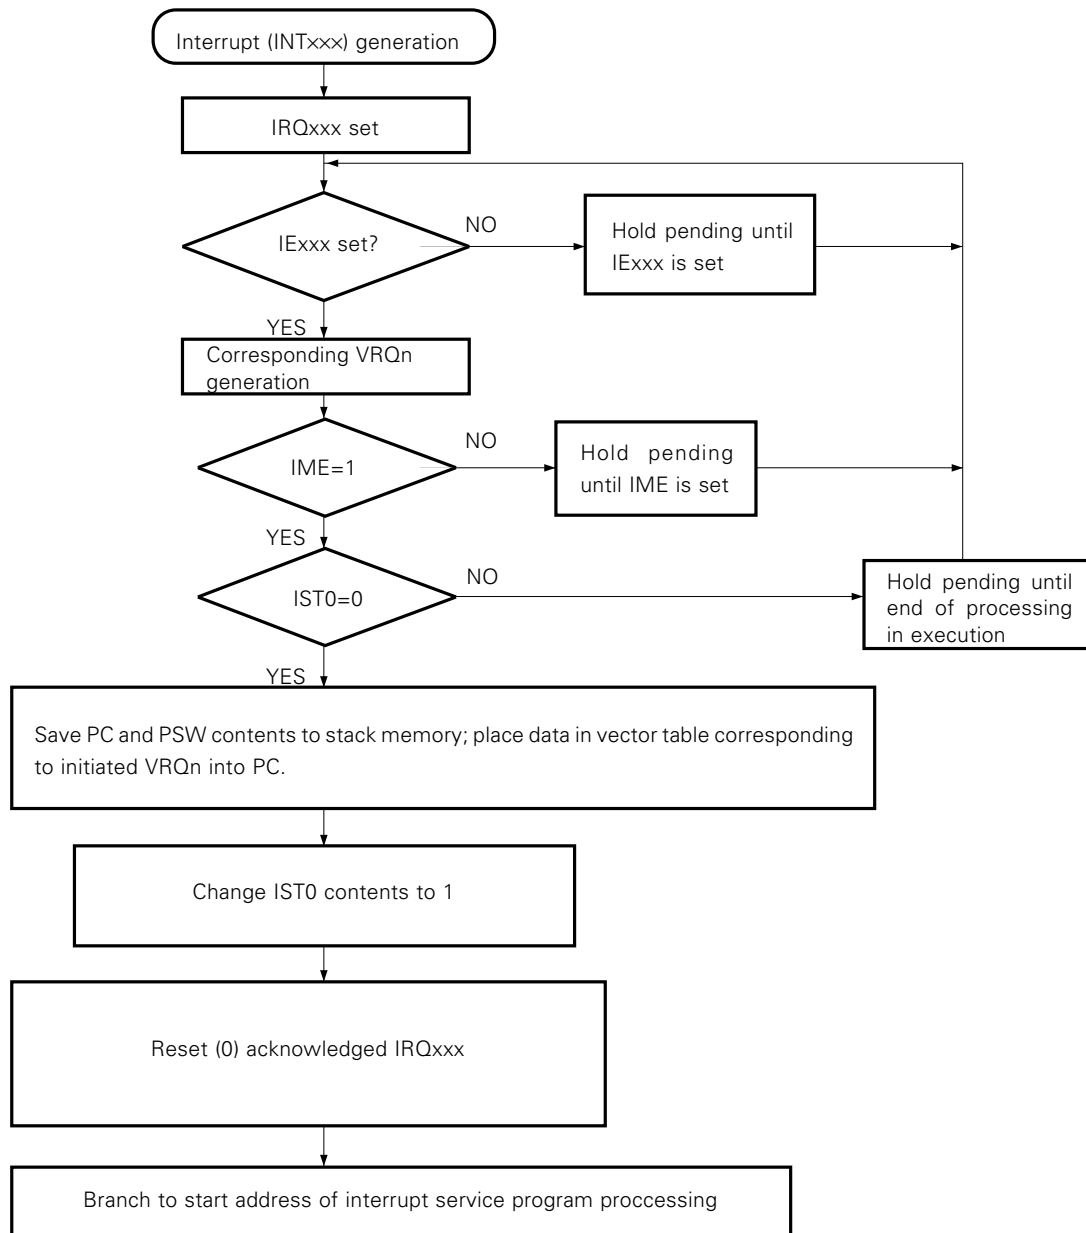 Interrupt (INT××x) generation
IRQxxx set
IExxx set?
NO
Hold pending until
IExxx is set
YES
Corresponding VRQn
generation
IME=1
NO
Hold pending
until IME is set
YES
IST0=0
NO
Hold pending until
end of processing
in execution
YES
Save PC and PSW contents to stack memory; place data in vector table corresponding
to initiated VRQn into PC.
Change IST0 contents to 1
Reset (0) acknowledged IRQxxx
Branch to start address of interrupt service program proccessing